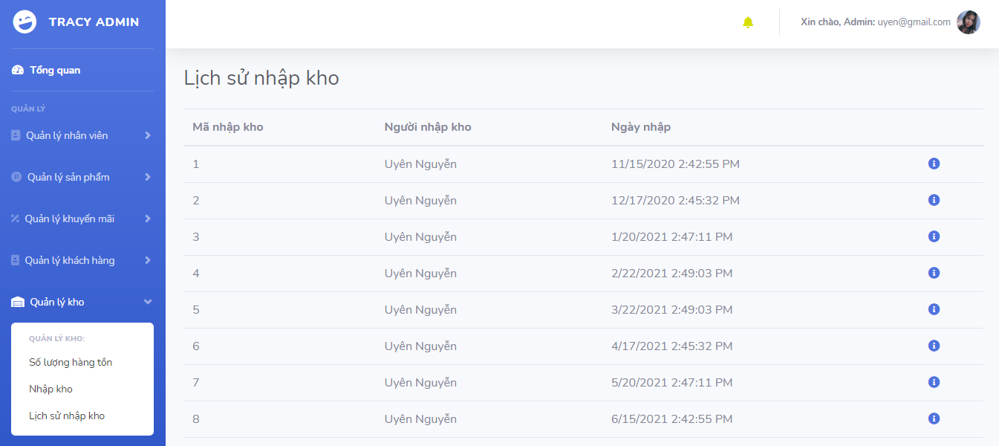 TRACY ADMIN
Xin chào, Admin: uyen@gmail.com
Tổng quan
QUẢN LÝ
Quản lý nhân viên
Quản lý sản phẩm
Quản lý khuyến mãi
Quản lý khách hàng
Quản lý kho
QUẢN LÝ KHO:
Số lượng hàng tồn
Nhập kho
Lịch sử nhập kho
Lịch sử nhập kho
Mã nhập kho Người nhập kho Ngày nhập
1 Uyên Nguyễn 11/15/2020 2:42:55 PM
2 Uyên Nguyễn 12/17/2020 2:45:32 PM
3 Uyên Nguyễn 1/20/2021 2:47:11 PM
4 Uyên Nguyễn 2/22/2021 2:49:03 PM
5 Uyên Nguyễn 3/22/2021 2:49:03 PM
6 Uyên Nguyễn 4/17/2021 2:45:32 PM
7 Uyên Nguyễn 5/20/2021 2:47:11 PM
8 Uyên Nguyễn 6/15/2021 2:42:55 PM